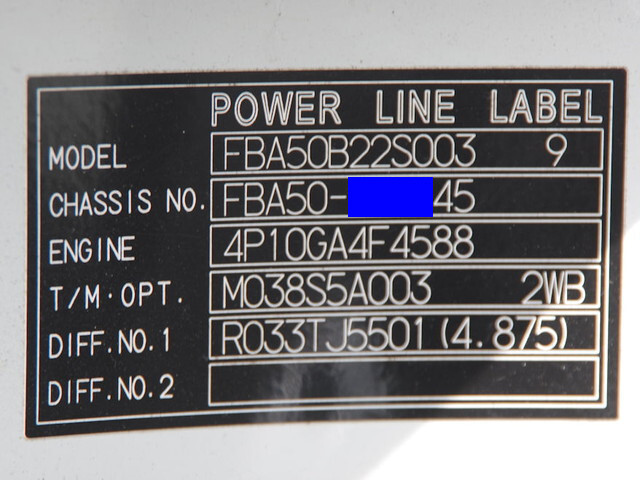 POWER LINE LABEL
MODEL FBA50B22S003 9
CHASSIS NO. FBA50- 45
ENGINE 4P10GA4F4588
T/M·OPT. M038S5A003 2WB
DIFF.NO.1 R033TJ5501 (4.875)
DIFF.NO.2